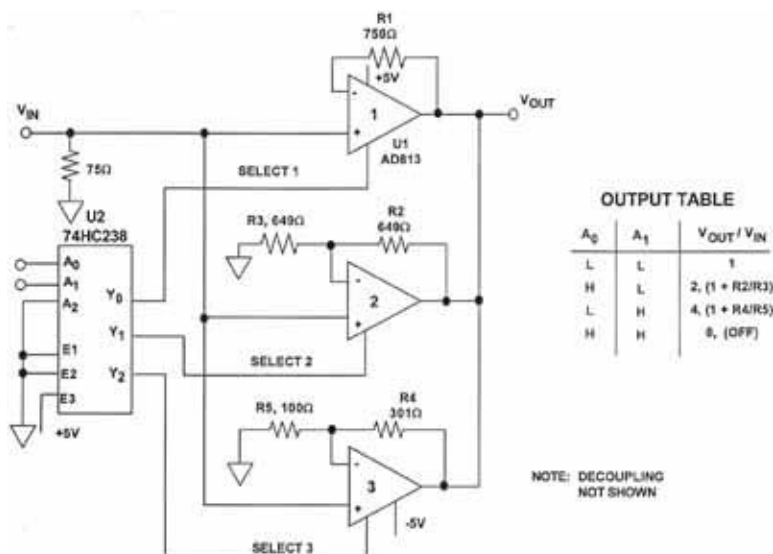 R1
750Ω
+5V
V_IN
V_OUT
1
U1
AD813
75Ω
SELECT 1
U2
74HC238
A0
A1
A2
E1
E2
E3
Y0
Y1
Y2
+5V
R3, 649Ω
R2
649Ω
2
SELECT 2
R5, 100Ω
R4
301Ω
3
-5V
SELECT 3
OUTPUT TABLE
A0 A1 VOUT / VIN
L L 1
H L 2, (1 + R2/R3)
L H 4, (1 + R4/R5)
H H 0, (OFF)
NOTE: DECOUPLING
NOT SHOWN